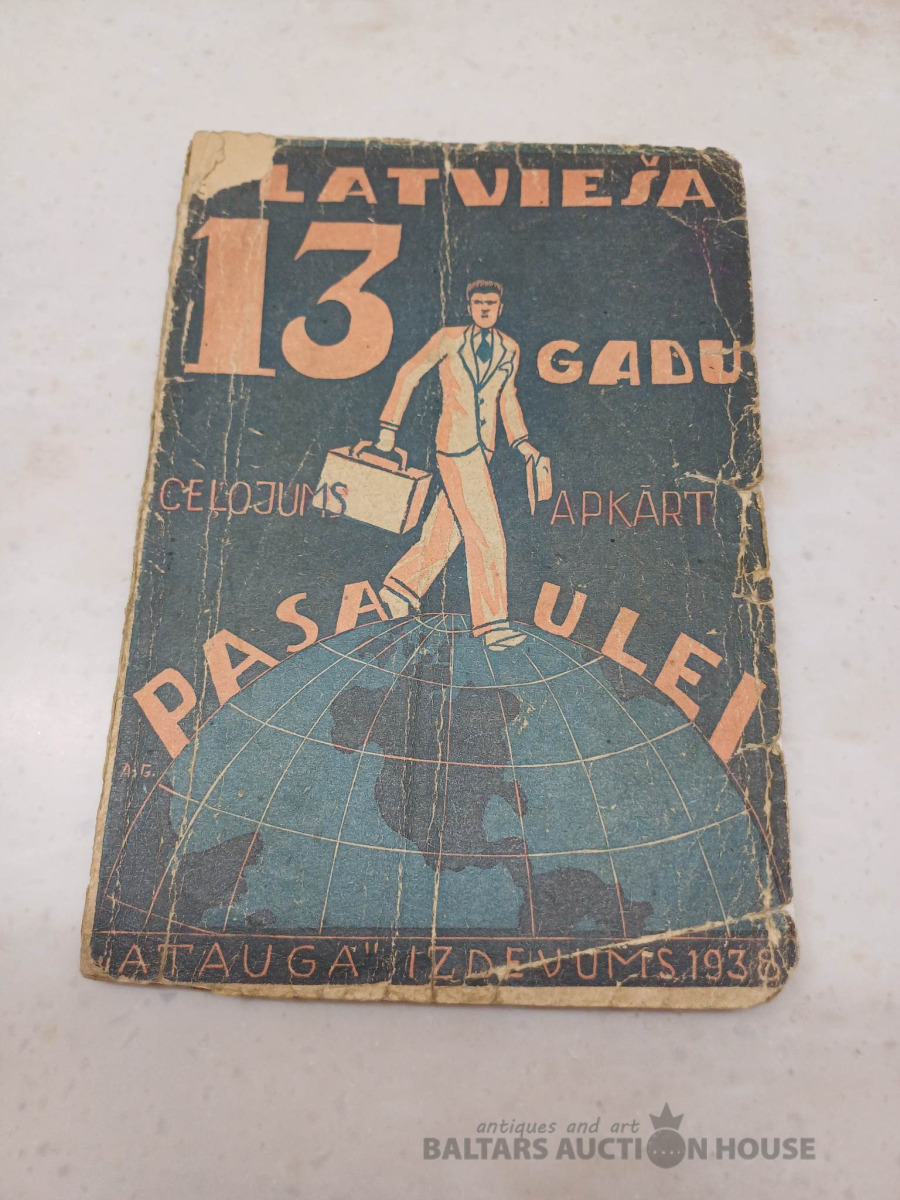 LATVIEŠA
13
GADU
CEĻOJUMS APKĀRT
PASAULEI
A.G.
"ATAUGA" IZDEVUMS 1938
antiques and art
BALTARS AUCTION HOUSE